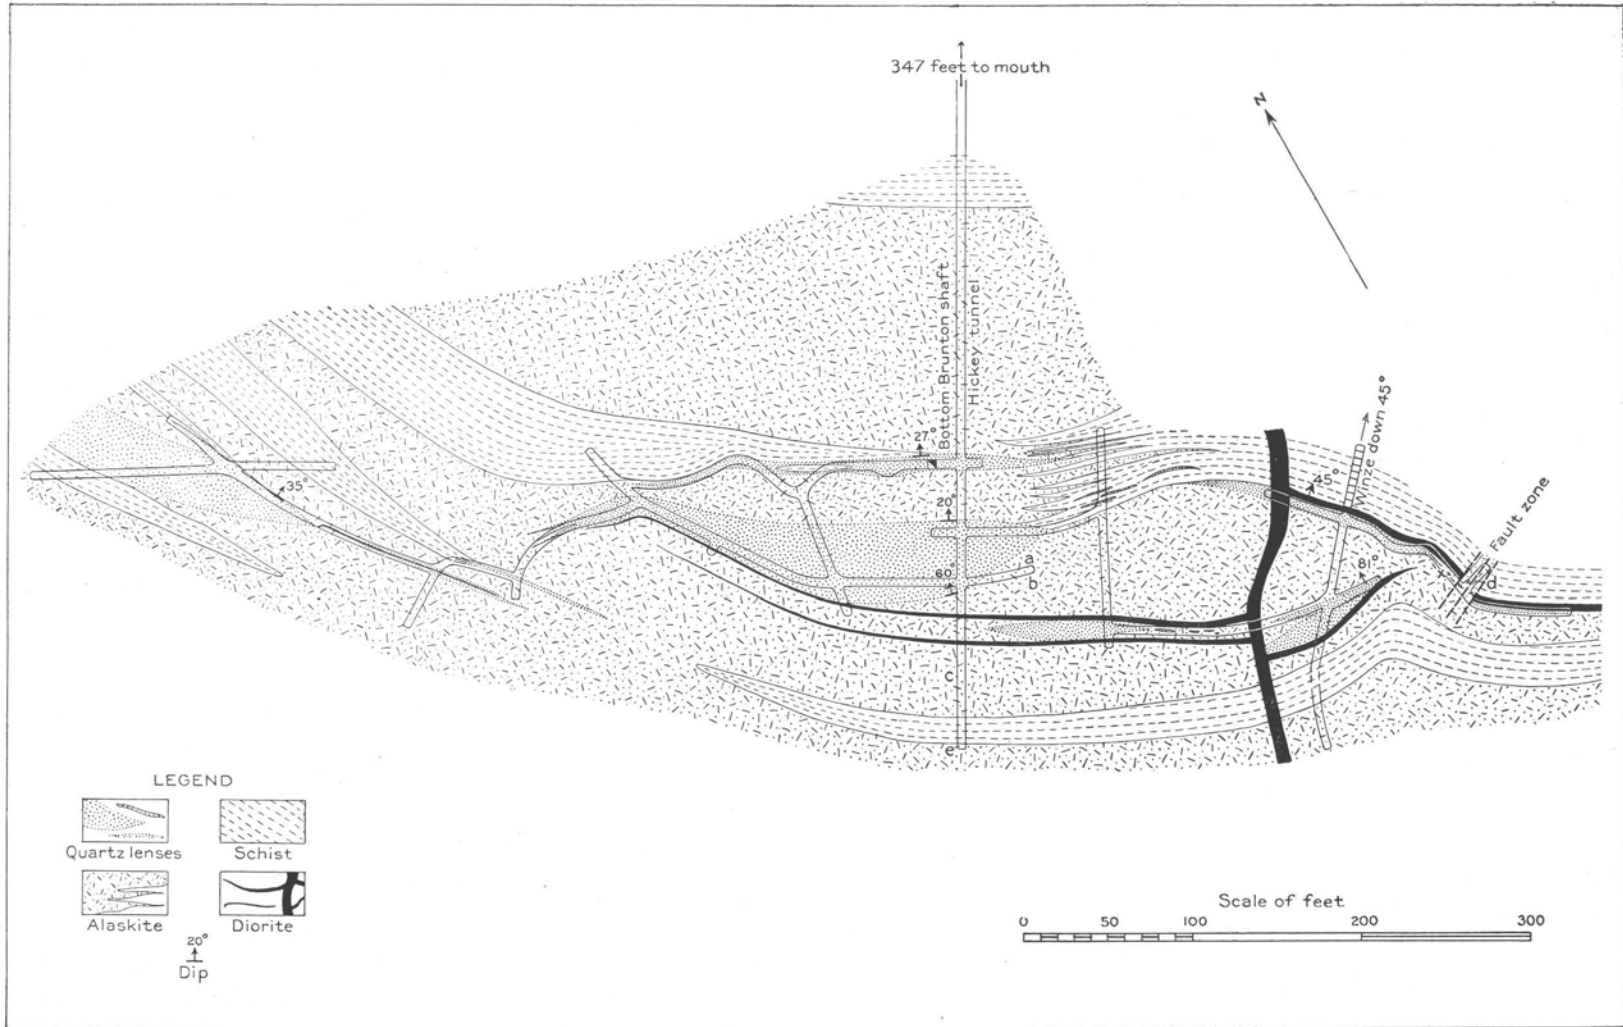 347 feet to mouth
N
Bottom Brunton shaft
Hickey tunnel
27°
20°
60°
35°
45°
81°
Winze down 45°
Fault zone
a
b
c
d
e
LEGEND
Quartz lenses
Schist
Alaskite
Diorite
20°
Dip
Scale of feet
0 50 100 200 300